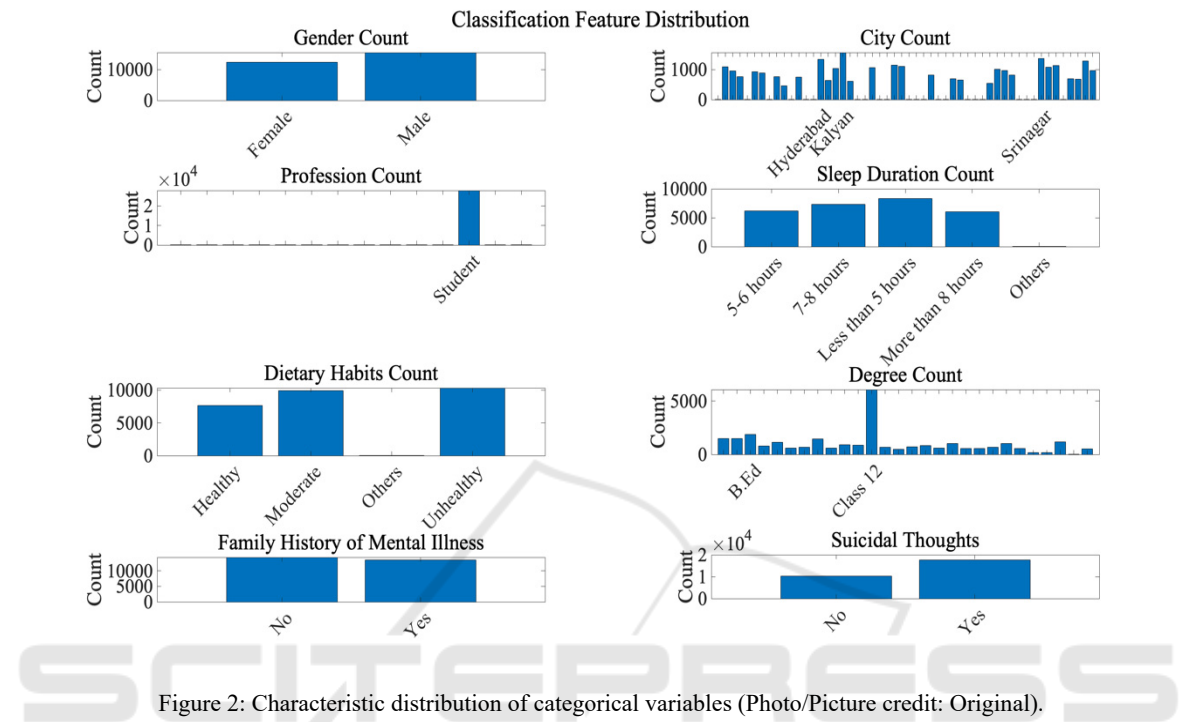 Classification Feature Distribution
Gender Count
Count
10000
0
Female
Male
City Count
Count
1000
0
Hyderabad
Kalyan
Srinagar
Profession Count
×10⁴
Count
2
1
0
Student
Sleep Duration Count
Count
10000
5000
0
5-6 hours
7-8 hours
Less than 5 hours
More than 8 hours
Others
Dietary Habits Count
Count
10000
5000
0
Healthy
Moderate
Others
Unhealthy
Degree Count
Count
5000
0
B.Ed
Class 12
Family History of Mental Illness
Count
10000
5000
0
No
Yes
Suicidal Thoughts
×10⁴
Count
2
1
0
No
Yes
SCITEPRESS
Figure 2: Characteristic distribution of categorical variables (Photo/Picture credit: Original).